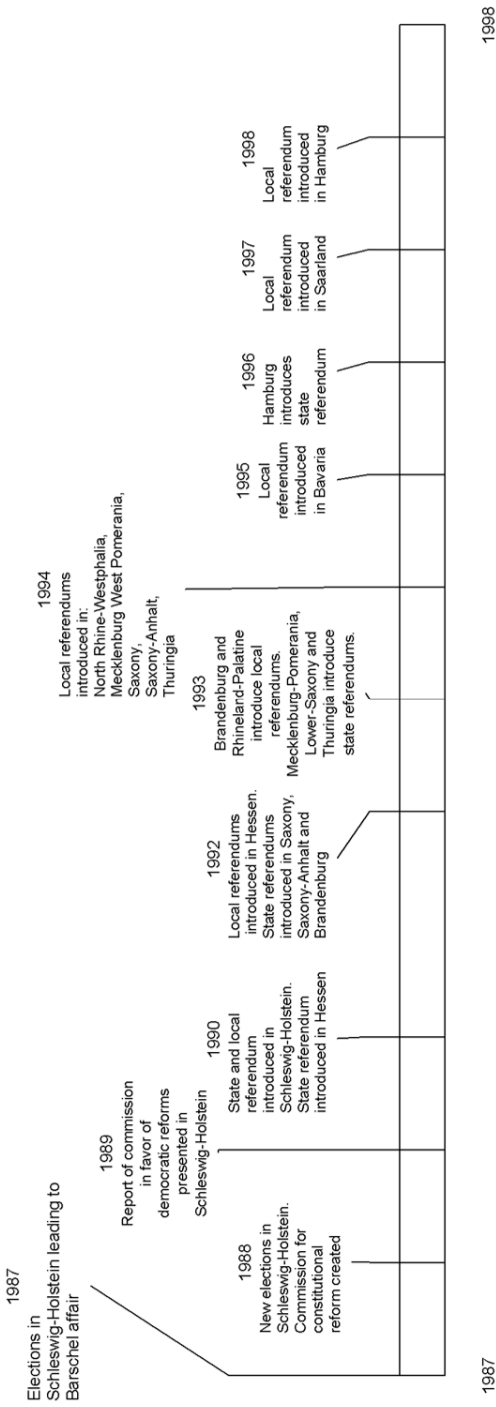 1987
Elections in
Schleswig-Holstein leading to
Barschel affair
1988
New elections in
Schleswig-Holstein.
Commission for
constitutional
reform created
1989
Report of commission
in favor of
democratic reforms
presented in
Schleswig-Holstein
1990
State and local
referendum
introduced in
Schleswig-Holstein.
State referendum
introduced in Hessen
1992
Local referendums
introduced in Hessen.
State referendums
introduced in Saxony,
Saxony-Anhalt and
Brandenburg
1993
Brandenburg and
Rhineland-Palatine
introduce local
referendums.
Mecklenburg-Pomerania,
Lower-Saxony and
Thuringia introduce
state referendums.
1994
Local referendums
introduced in:
North Rhine-Westphalia,
Mecklenburg West Pomerania,
Saxony,
Saxony-Anhalt,
Thuringia
1995
Local
referendum
introduced
in Bavaria
1996
Hamburg
introduces
state
referendum
1997
Local
referendum
introduced
in Saarland
1998
Local
referendum
introduced
in Hamburg
1987
1998